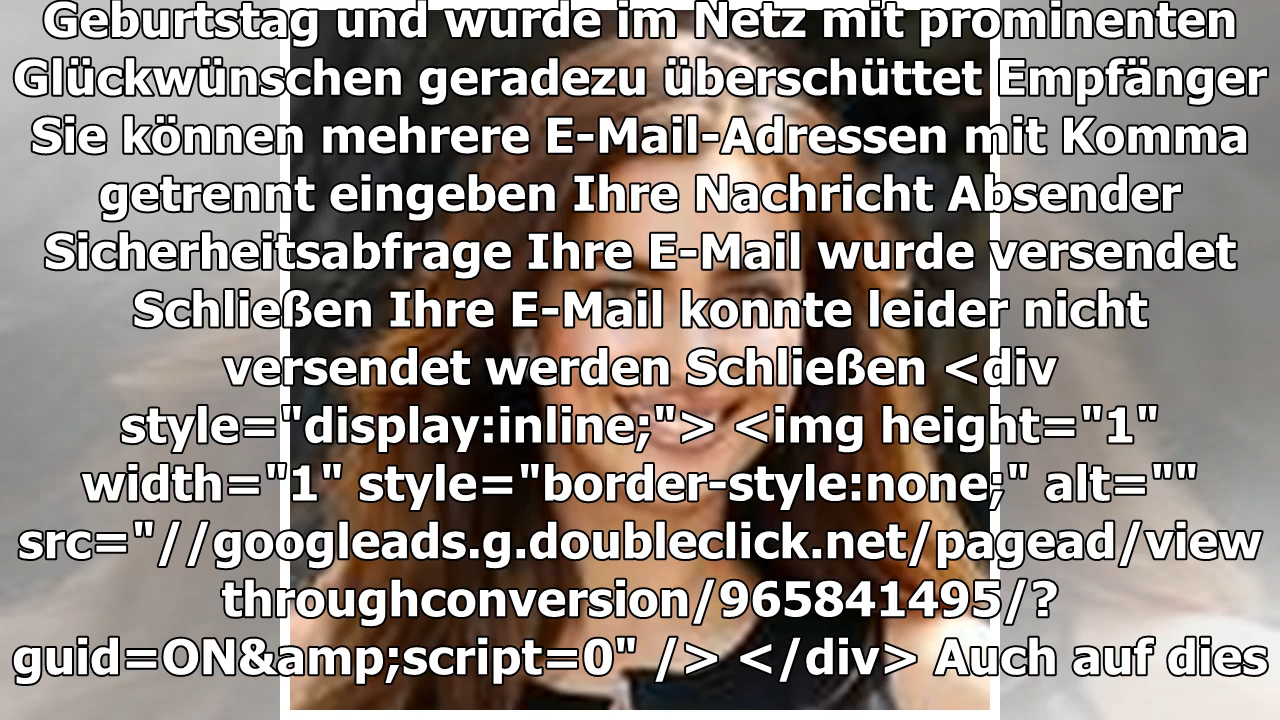 Geburtstag und wurde im Netz mit prominenten
Glückwünschen geradezu überschüttet Empfänger
Sie können mehrere E-Mail-Adressen mit Komma
getrennt eingeben Ihre Nachricht Absender
Sicherheitsabfrage Ihre E-Mail wurde versendet
Schließen Ihre E-Mail konnte leider nicht
versendet werden Schließen <div
style="display:inline;"> <img height="1"
width="1" style="border-style:none;" alt=""
src="//googleads.g.doubleclick.net/pagead/view
throughconversion/965841495/?
guid=ON&amp;script=0" /> </div> Auch auf dies